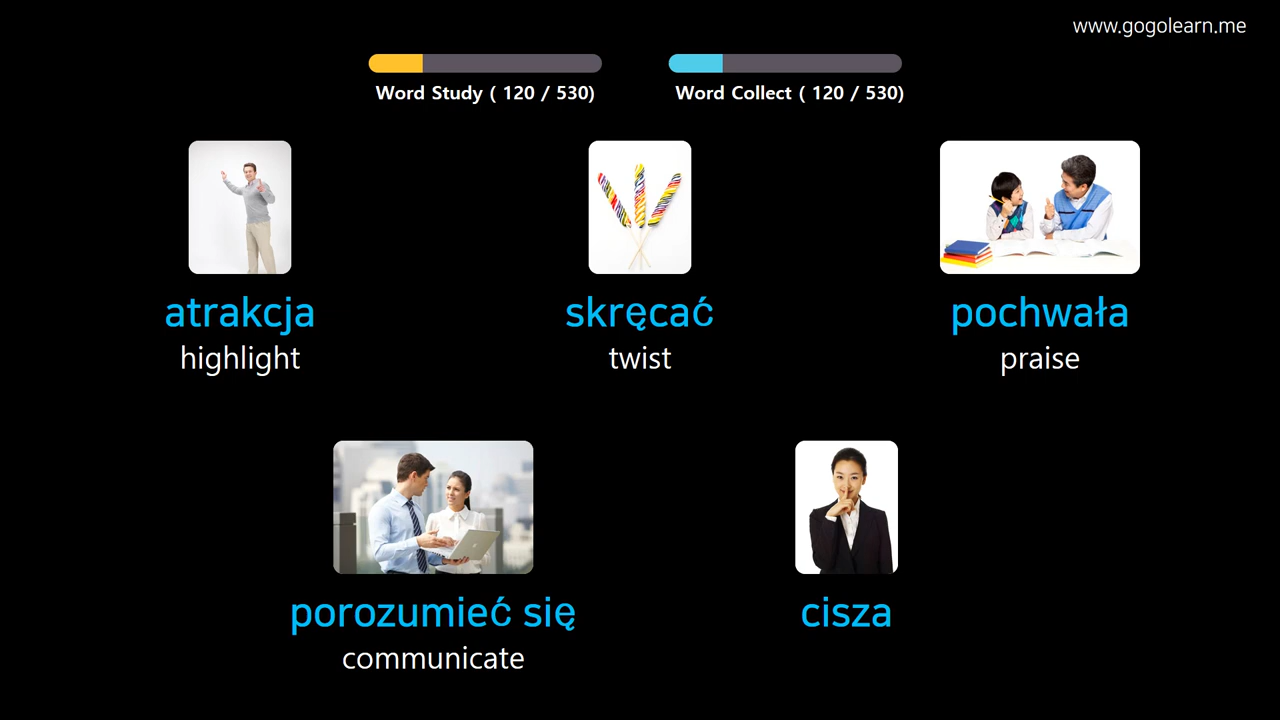 www.gogolearn.me
Word Study ( 120 / 530)
Word Collect ( 120 / 530)
atrakcja
highlight
skręcać
twist
pochwała
praise
porozumieć się
communicate
cisza